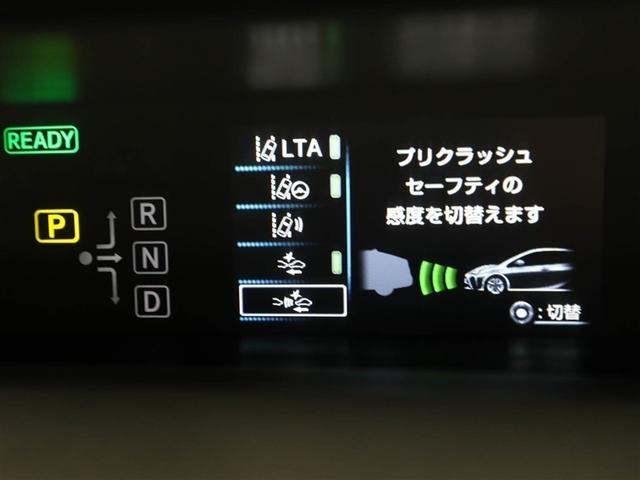 READY
P
R
N
D
LTA
プリクラッシュ
セーフティの
感度を切替えます
:切替